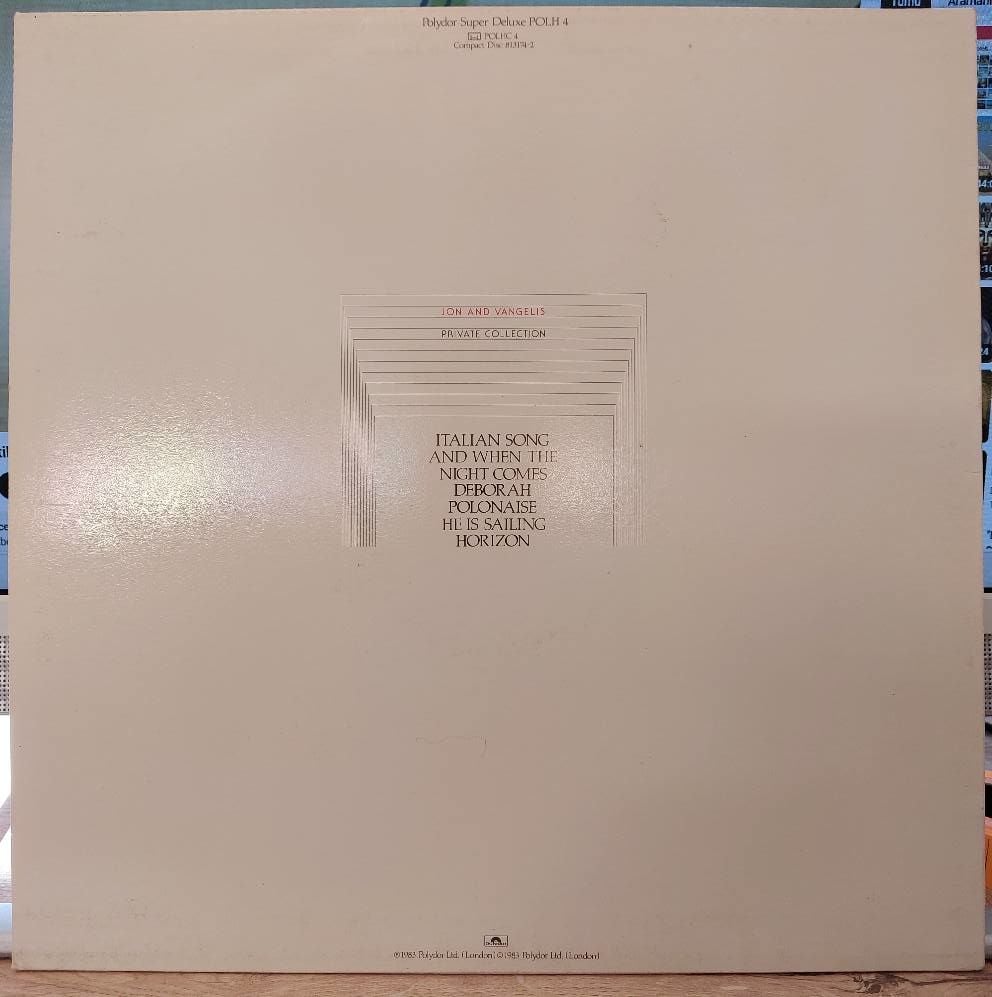 Polydor Super Deluxe POLH 4
POLHC 4
Compact Disc 813174-2
JON AND VANGELIS
PRIVATE COLLECTION
ITALIAN SONG
AND WHEN THE
NIGHT COMES
DEBORAH
POLONAISE
HE IS SAILING
HORIZON
℗1983 Polydor Ltd. (London) ©1983 Polydor Ltd. (London)